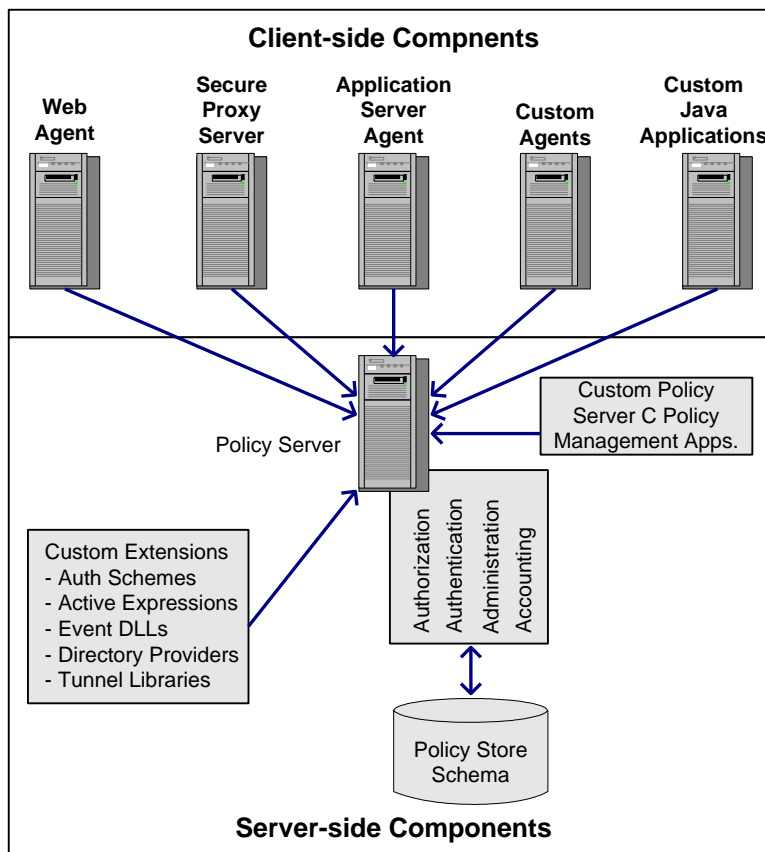 Client-side Compnents
Web
Agent
Secure
Proxy
Server
Application
Server
Agent
Custom
Agents
Custom
Java
Applications
Policy Server
Custom Policy
Server C Policy
Management Apps.
Custom Extensions
- Auth Schemes
- Active Expressions
- Event DLLs
- Directory Providers
- Tunnel Libraries
Authorization
Authentication
Administration
Accounting
Policy Store
Schema
Server-side Components